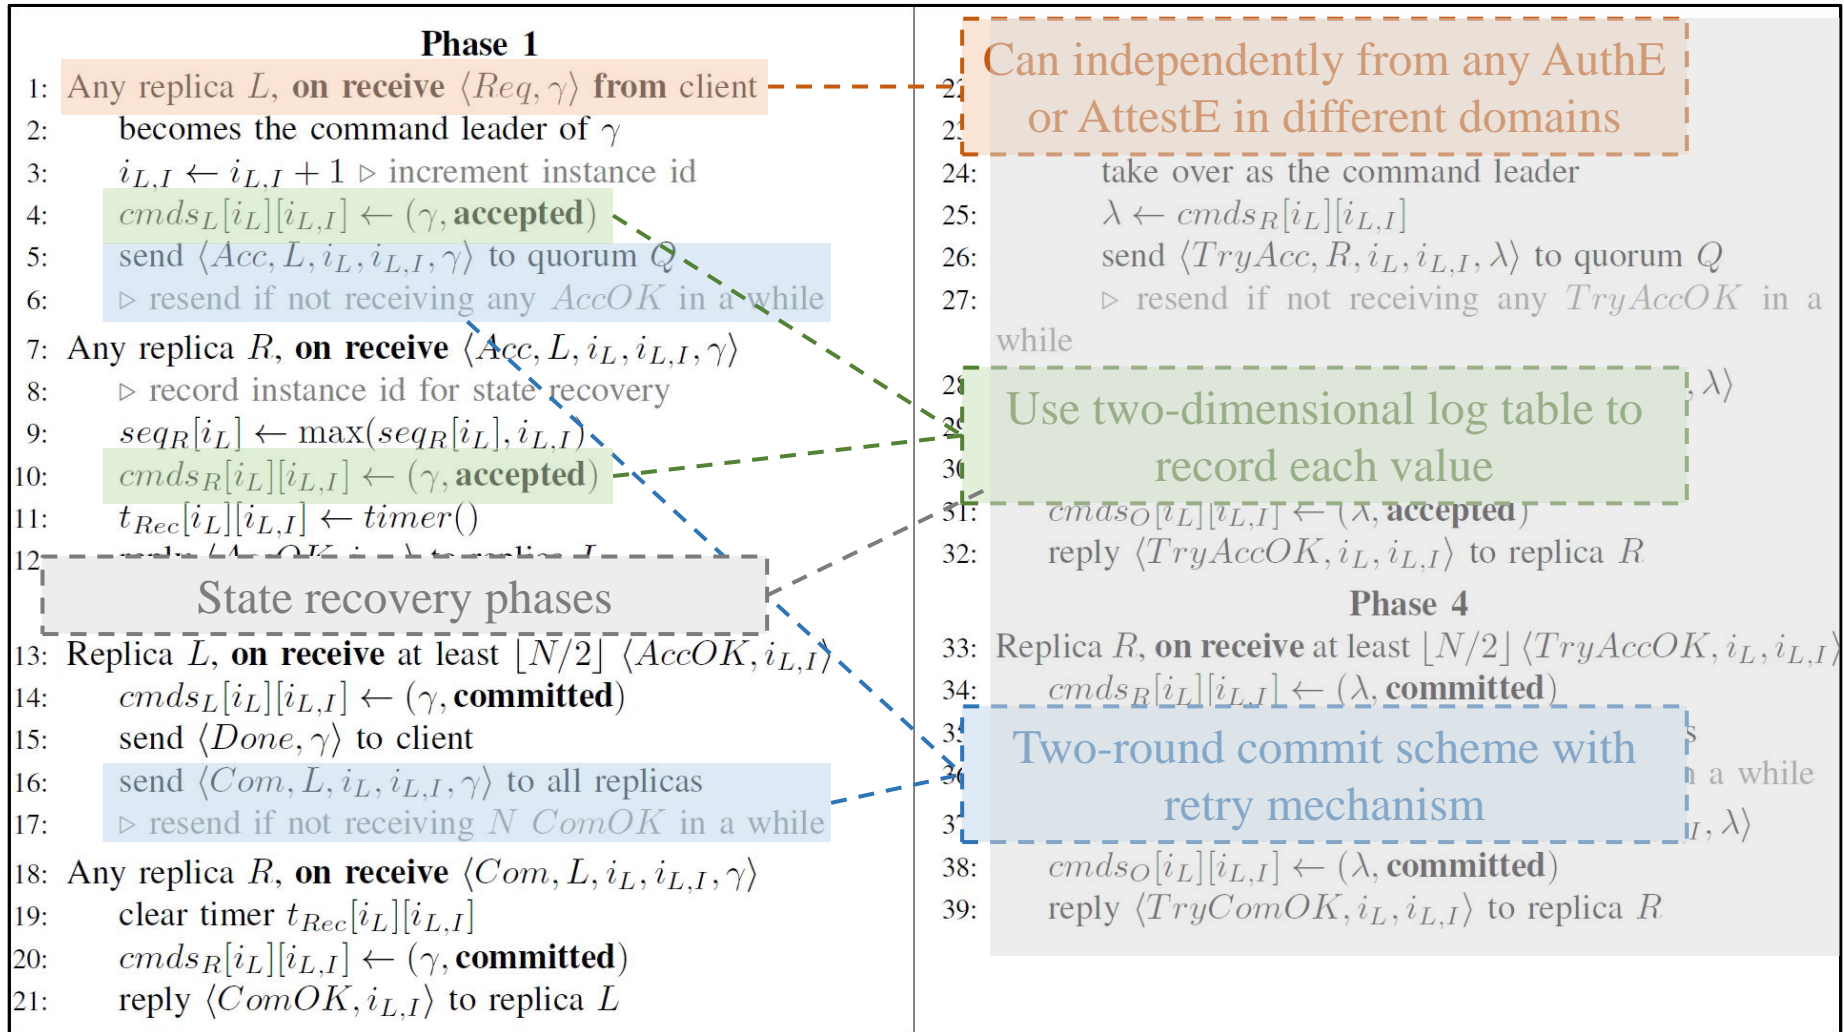 Phase 1
1: Any replica L, on receive ⟨Req, γ⟩ from client
2: becomes the command leader of γ
3: i_{L,I} ← i_{L,I} + 1 ▷ increment instance id
4: cmds_L[i_L][i_{L,I}] ← (γ, accepted)
5: send ⟨Acc, L, i_L, i_{L,I}, γ⟩ to quorum Q
6: ▷ resend if not receiving any AccOK in a while
7: Any replica R, on receive ⟨Acc, L, i_L, i_{L,I}, γ⟩
8: ▷ record instance id for state recovery
9: seq_R[i_L] ← max(seq_R[i_L], i_{L,I})
10: cmds_R[i_L][i_{L,I}] ← (γ, accepted)
11: t_{Rec}[i_L][i_{L,I}] ← timer()
12:
State recovery phases
13: Replica L, on receive at least ⌊N/2⌋ ⟨AccOK, i_{L,I}⟩
14: cmds_L[i_L][i_{L,I}] ← (γ, committed)
15: send ⟨Done, γ⟩ to client
16: send ⟨Com, L, i_L, i_{L,I}, γ⟩ to all replicas
17: ▷ resend if not receiving N ComOK in a while
18: Any replica R, on receive ⟨Com, L, i_L, i_{L,I}, γ⟩
19: clear timer t_{Rec}[i_L][i_{L,I}]
20: cmds_R[i_L][i_{L,I}] ← (γ, committed)
21: reply ⟨ComOK, i_{L,I}⟩ to replica L
Can independently from any AuthE
or AttestE in different domains
24: take over as the command leader
25: λ ← cmds_R[i_L][i_{L,I}]
26: send ⟨TryAcc, R, i_L, i_{L,I}, λ⟩ to quorum Q
27: ▷ resend if not receiving any TryAccOK in a
while
, λ⟩
Use two-dimensional log table to
record each value
31: cmds_O[i_L][i_{L,I}] ← (λ, accepted)
32: reply ⟨TryAccOK, i_L, i_{L,I}⟩ to replica R
Phase 4
33: Replica R, on receive at least ⌊N/2⌋ ⟨TryAccOK, i_L, i_{L,I}⟩
34: cmds_R[i_L][i_{L,I}] ← (λ, committed)
Two-round commit scheme with
retry mechanism
a while
, λ⟩
38: cmds_O[i_L][i_{L,I}] ← (λ, committed)
39: reply ⟨TryComOK, i_L, i_{L,I}⟩ to replica R